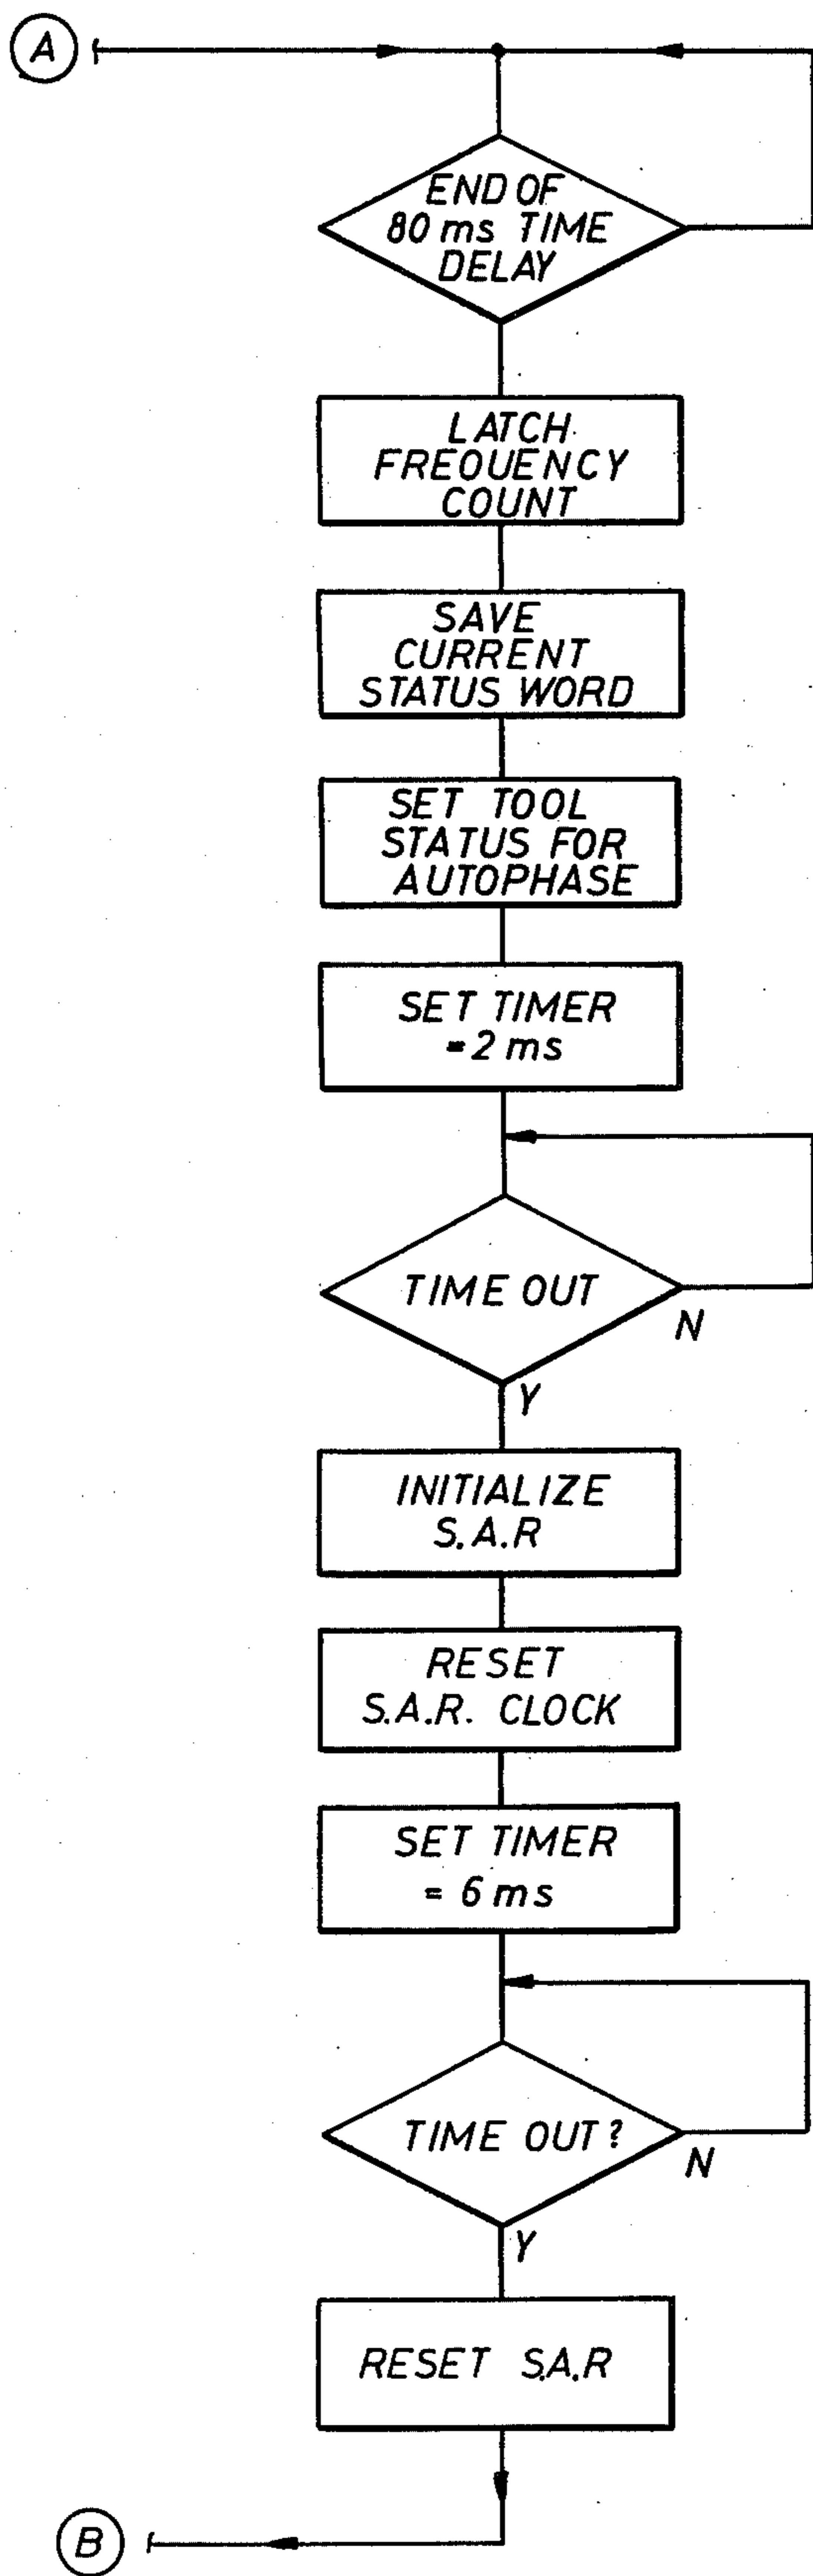 A
END OF
80 ms TIME
DELAY
LATCH
FREQUENCY
COUNT
SAVE
CURRENT
STATUS WORD
SET TOOL
STATUS FOR
AUTOPHASE
SET TIMER
= 2 ms
TIME OUT
N
Y
INITIALIZE
S.A.R
RESET
S.A.R. CLOCK
SET TIMER
= 6 ms
TIME OUT?
N
Y
RESET S.A.R
B